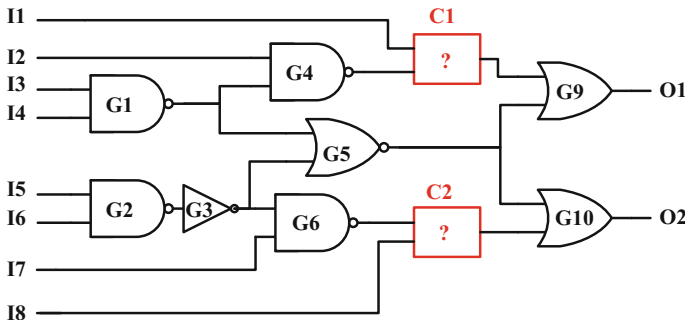 I1 C1
I2 G4 ?
I3 G1 G9 O1
I4
G5
I5 C2
I6 G2 G3 G6 ? G10 O2
I7
I8